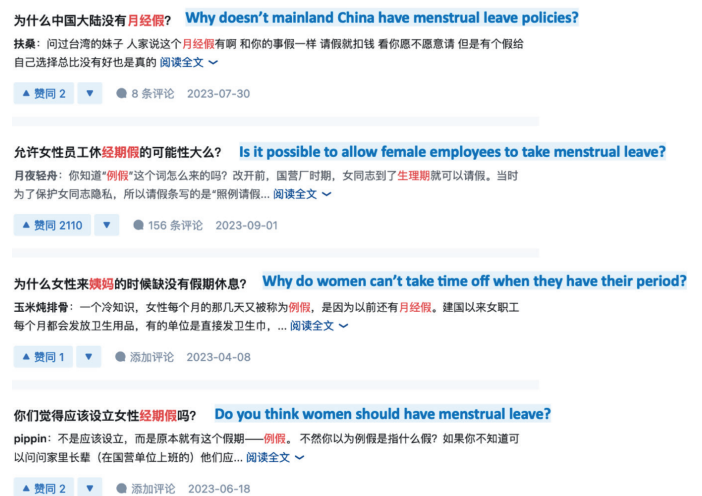 为什么中国大陆没有月经假? Why doesn't mainland China have menstrual leave policies?
扶桑：问过台湾的妹子 人家说这个月经假有啊 和你的事假一样 请假就扣钱 看你愿不愿意请 但是有个假给
自己选择总比没有好也是真的 阅读全文
赞同 2 8 条评论 2023-07-30
允许女性员工休经期假的可能性大么? Is it possible to allow female employees to take menstrual leave?
月夜轻舟：你知道“例假”这个词怎么来的吗？改开前，国营厂时期，女同志到了生理期就可以请假。当时
为了保护女同志隐私，所以请假条写的是“照例请假... 阅读全文
赞同 2110 156 条评论 2023-09-01
为什么女性来姨妈的时候缺没有假期休息? Why do women can't take time off when they have their period?
玉米炖排骨：一个冷知识，女性每个月的那几天又被称为例假，是因为以前还有月经假。建国以来女职工
每个月都会发放卫生用品，有的单位是直接发卫生巾，... 阅读全文
赞同 1 添加评论 2023-04-08
你们觉得应该设立女性经期假吗? Do you think women should have menstrual leave?
pippin：不是应该设立，而是原本就有这个假期——例假。 不然你以为例假是指什么假？如果你不知道可
以问问家里长辈（在国营单位上班的）他们应... 阅读全文
赞同 2 添加评论 2023-06-18